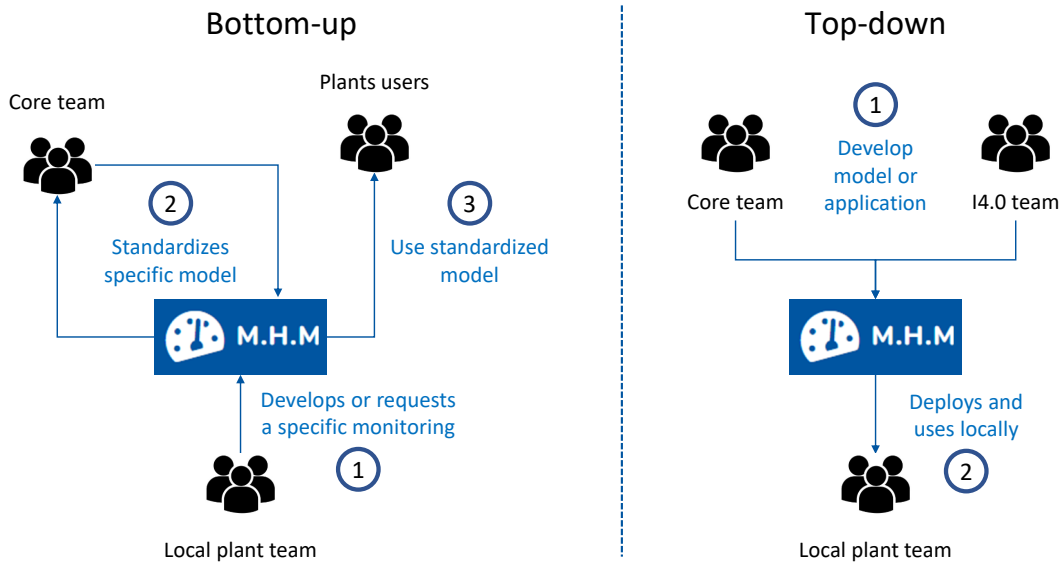 Bottom-up
Core team
Plants users
2
Standardizes
specific model
3
Use standardized
model
M.H.M
Develops or requests
a specific monitoring
1
Local plant team
Top-down
1
Develop
model or
application
Core team
I4.0 team
M.H.M
Deploys and
uses locally
2
Local plant team